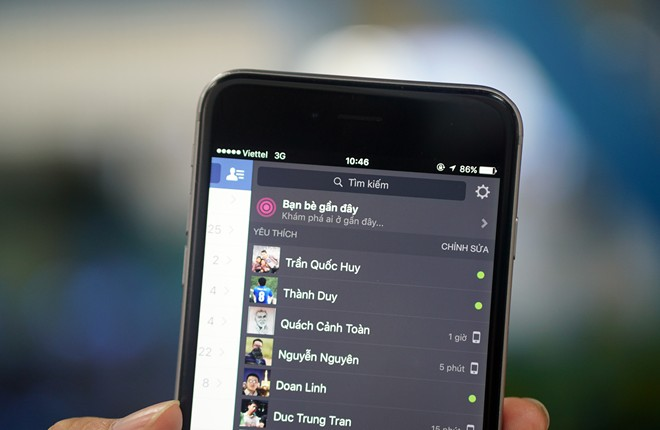 Viettel 3G 10:46 86%
Tìm kiếm
Bạn bè gần đây
Khám phá ai ở gần đây...
YÊU THÍCH CHỈNH SỬA
25
Trần Quốc Huy
2
Thành Duy
4
Quách Cảnh Toàn 1 giờ
4
Nguyễn Nguyên 5 phút
22
Doan Linh
8
Duc Trung Tran 15 phút